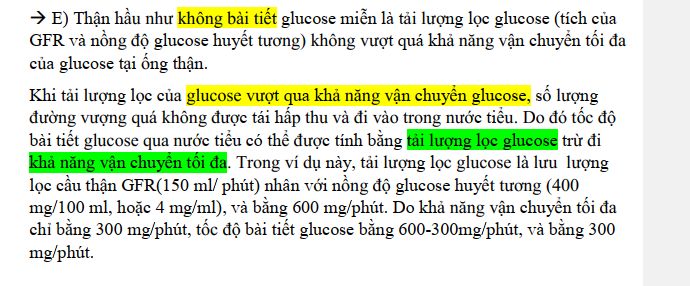 → E) Thận hầu như không bài tiết glucose miễn là tải lượng lọc glucose (tích của
GFR và nồng độ glucose huyết tương) không vượt quá khả năng vận chuyển tối đa
của glucose tại ống thận.
Khi tải lượng lọc của glucose vượt qua khả năng vận chuyển glucose, số lượng
đường vượng quá không được tái hấp thu và đi vào trong nước tiểu. Do đó tốc độ
bài tiết glucose qua nước tiểu có thể được tính bằng tải lượng lọc glucose trừ đi
khả năng vận chuyển tối đa. Trong ví dụ này, tải lượng lọc glucose là lưu lượng
lọc cầu thận GFR(150 ml/ phút) nhân với nồng độ glucose huyết tương (400
mg/100 ml, hoặc 4 mg/ml), và bằng 600 mg/phút. Do khả năng vận chuyển tối đa
chỉ bằng 300 mg/phút, tốc độ bài tiết glucose bằng 600-300mg/phút, và bằng 300
mg/phút.